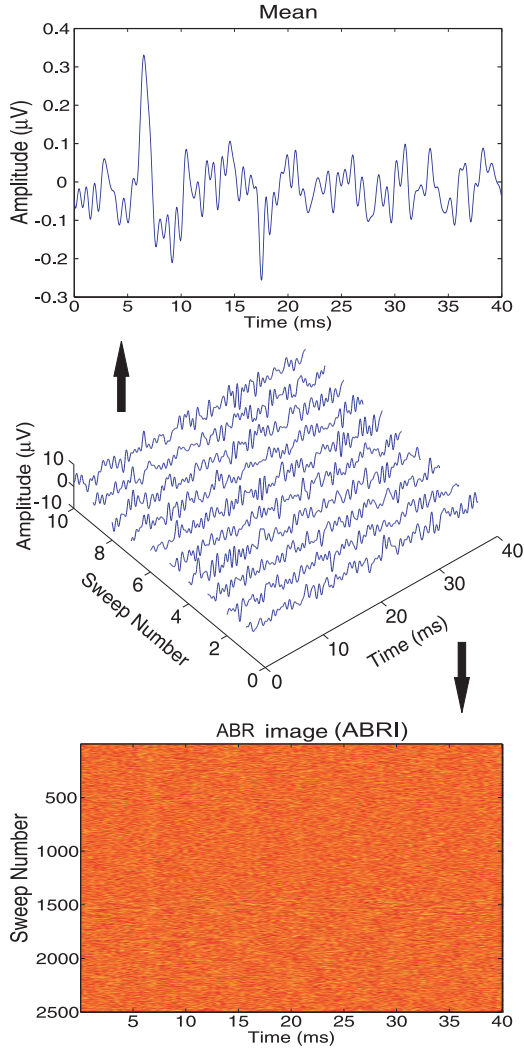 Mean
Amplitude (μV)
0.4
0.3
0.2
0.1
0
-0.1
-0.2
-0.3
0 5 10 15 20 25 30 35 40
Time (ms)
Amplitude (μV)
10
0
-10
10
8
6
4
2
0
Sweep Number
0
10
20
30
40
Time (ms)
ABR image (ABRI)
Sweep Number
500
1000
1500
2000
2500
5 10 15 20 25 30 35 40
Time (ms)